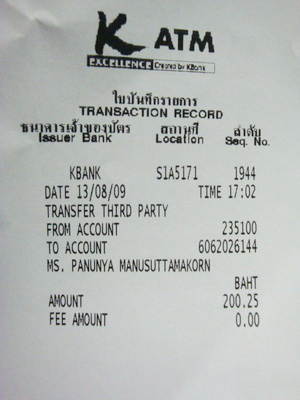 K ATM
EXCELLENCE Created by KBank
ใบบันทึกรายการ
TRANSACTION RECORD
ธนาคารเจ้าของบัตร สถานที่ ลำดับ
Issuer Bank Location Seq. No.
KBANK S1A5171 1944
DATE 13/08/09 TIME 17:02
TRANSFER THIRD PARTY
FROM ACCOUNT 235100
TO ACCOUNT 6062026144
MS. PANUNYA MANUSUTTAMAKORN
BAHT
AMOUNT 200.25
FEE AMOUNT 0.00